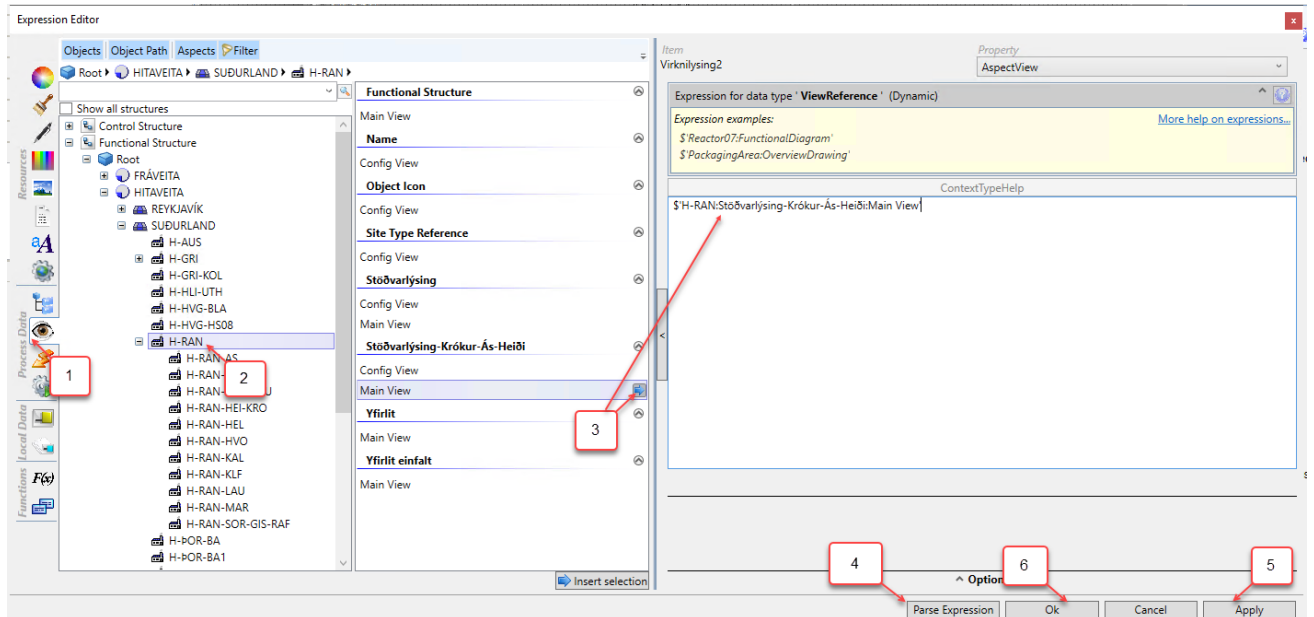 Expression Editor
x
Objects Object Path Aspects Filter
Root HITAVEITA SUÐURLAND H-RAN
Show all structures
Control Structure
Functional Structure
Root
FRÁVEITA
HITAVEITA
REYKJAVÍK
SUÐURLAND
H-AUS
H-GRI
H-GRI-KOL
H-HLI-UTH
H-HVG-BLA
H-HVG-HS08
H-RAN
H-RAN-AS
H-RAN-
H-RAN- U
H-RAN-HEI-KRO
H-RAN-HEL
H-RAN-HVO
H-RAN-KAL
H-RAN-KLF
H-RAN-LAU
H-RAN-MAR
H-RAN-SOR-GIS-RAF
H-ÞOR-BA
H-ÞOR-BA1
Resources
Process Data
Local Data
Functions
aA
F(x)
1
2
Functional Structure
Main View
Name
Config View
Object Icon
Config View
Site Type Reference
Config View
Stöðvarlýsing
Config View
Main View
Stöðvarlýsing-Krókur-Ás-Heiði
Config View
Main View
Yfirlit
Main View
Yfirlit einfalt
Main View
Insert selection
3
<
Item
Virknilysing2
Property
AspectView
Expression for data type ' ViewReference ' (Dynamic)
Expression examples:
More help on expressions...
$'Reactor07:FunctionalDiagram'
$'PackagingArea:OverviewDrawing'
ContextTypeHelp
$'H-RAN:Stöðvarlýsing-Krókur-Ás-Heiði:Main View'
4
6
5
Option
Parse Expression
Ok
Cancel
Apply